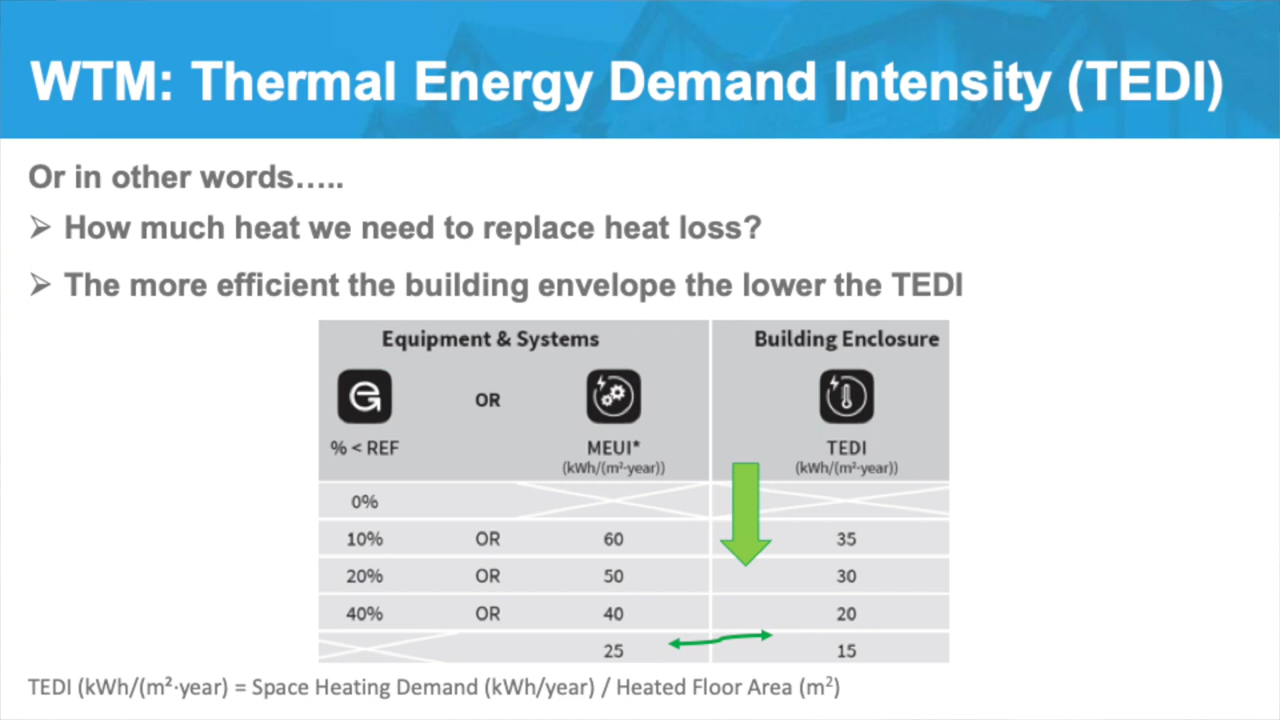 WTM: Thermal Energy Demand Intensity (TEDI)
Or in other words…..
➢ How much heat we need to replace heat loss?
➢ The more efficient the building envelope the lower the TEDI
Equipment & Systems Building Enclosure
OR
% < REF MEUI* TEDI
(kWh/(m²·year)) (kWh/(m²·year))
0%
10% OR 60 35
20% OR 50 30
40% OR 40 20
25 15
TEDI (kWh/(m²·year) = Space Heating Demand (kWh/year) / Heated Floor Area (m²)